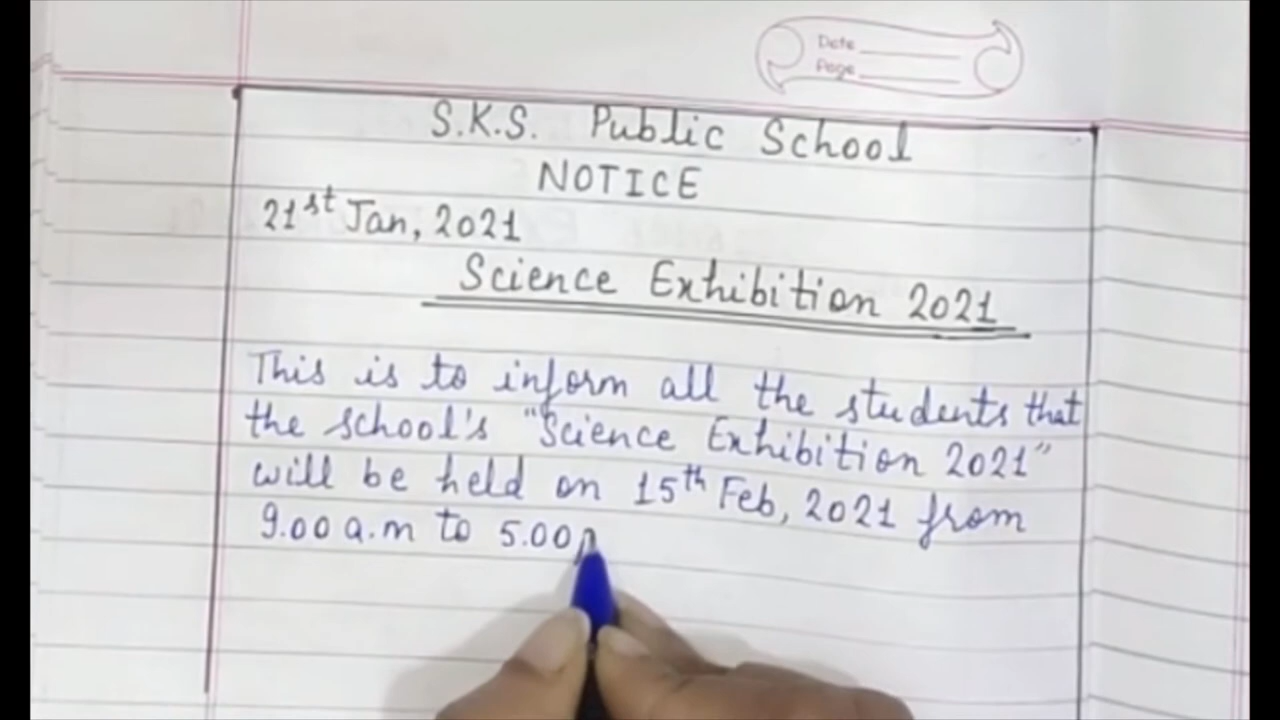 Date
Page
S.K.S. Public School
NOTICE
21st Jan, 2021
Science Exhibition 2021
This is to inform all the students that
the school's "Science Exhibition 2021"
will be held on 15th Feb, 2021 from
9.00 a.m to 5.00 p